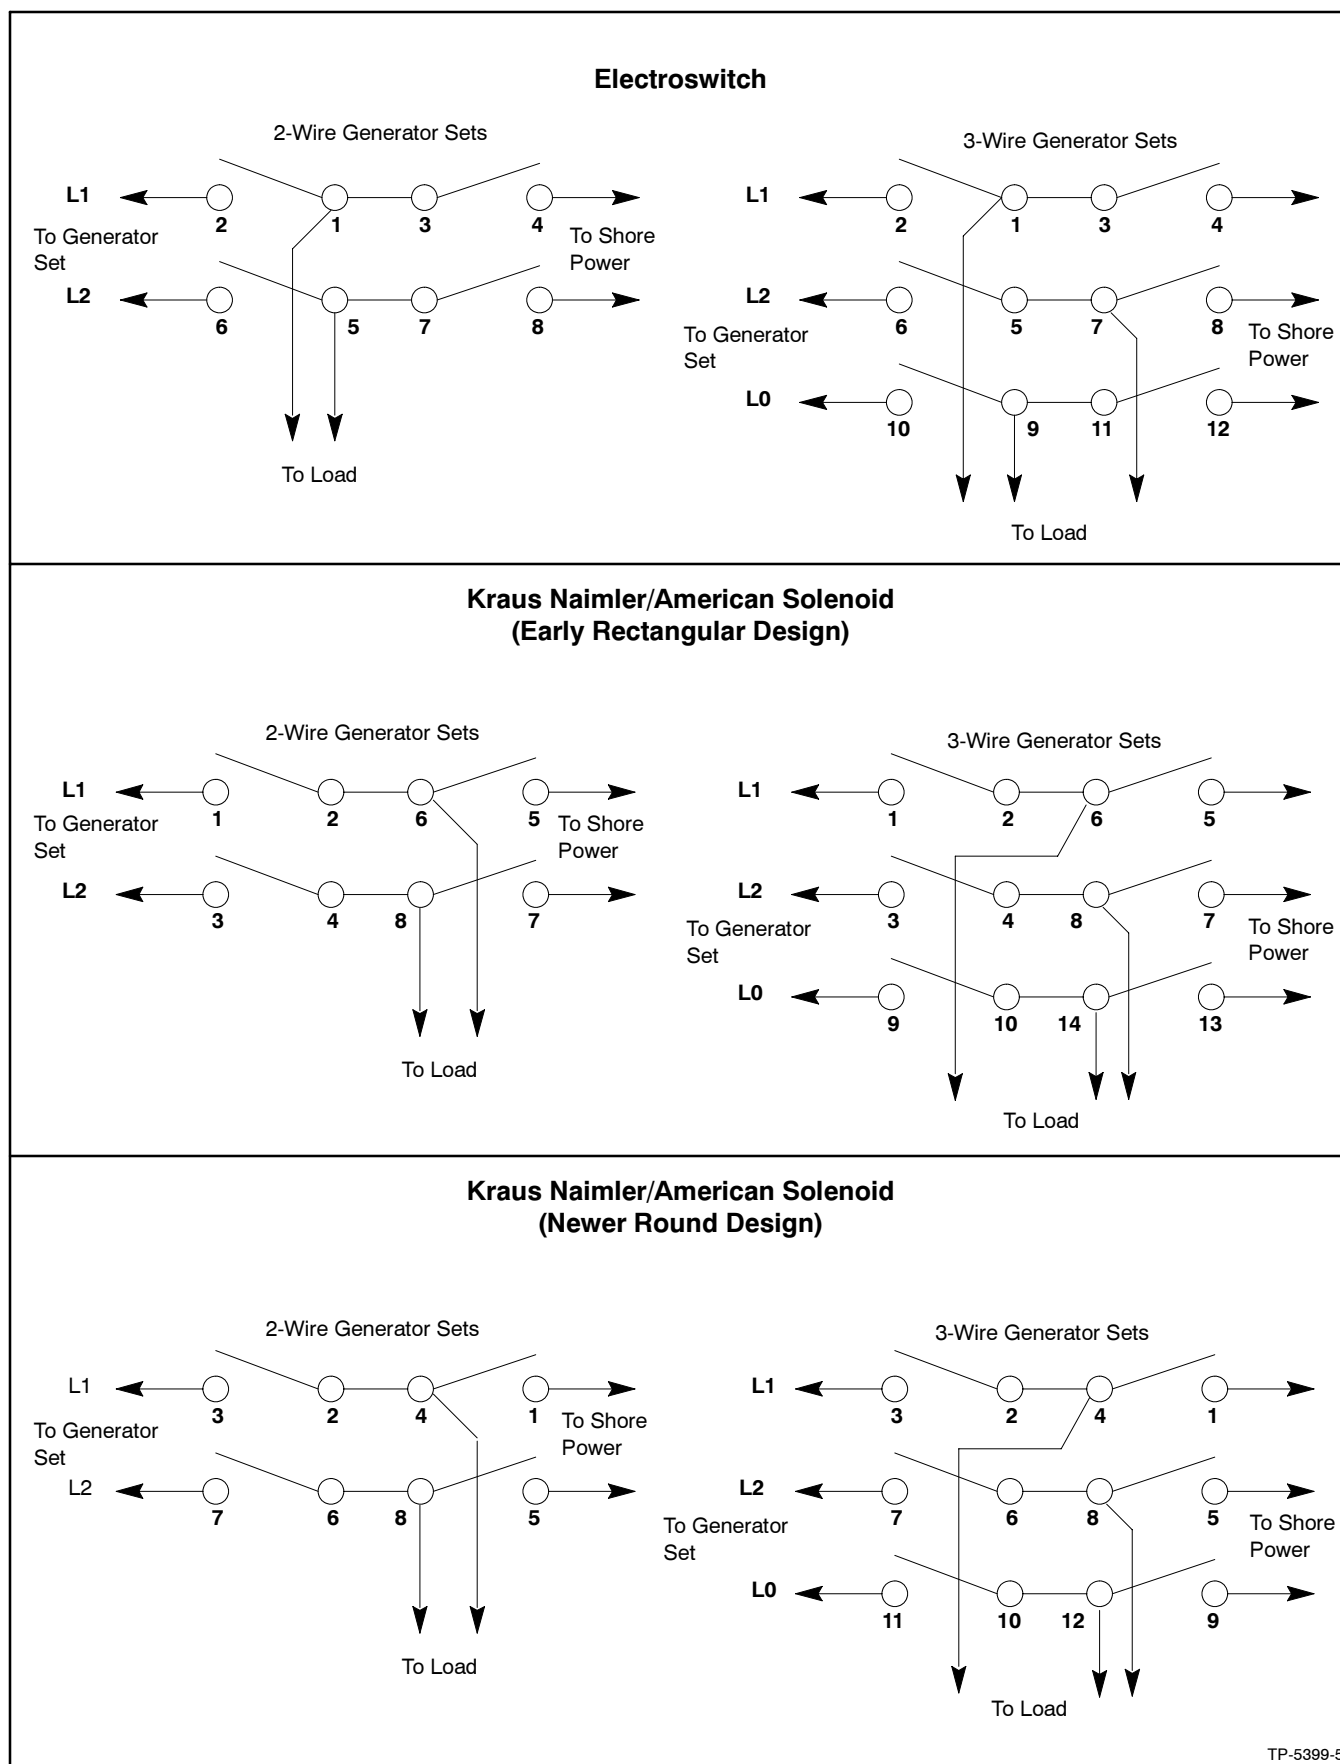 Electroswitch
2-Wire Generator Sets
L1
2
1
3
4
To Generator
Set
To Shore
Power
L2
6
5
7
8
To Load
3-Wire Generator Sets
L1
2
1
3
4
L2
6
5
7
8
To Generator
Set
To Shore
Power
L0
10
9
11
12
To Load
Kraus Naimler/American Solenoid
(Early Rectangular Design)
2-Wire Generator Sets
L1
1
2
6
5
To Generator
Set
To Shore
Power
L2
3
4
8
7
To Load
3-Wire Generator Sets
L1
1
2
6
5
L2
3
4
8
7
To Generator
Set
To Shore
Power
L0
9
10
14
13
To Load
Kraus Naimler/American Solenoid
(Newer Round Design)
2-Wire Generator Sets
L1
3
2
4
1
To Generator
Set
To Shore
Power
L2
7
6
8
5
To Load
3-Wire Generator Sets
L1
3
2
4
1
L2
7
6
8
5
To Generator
Set
To Shore
Power
L0
11
10
12
9
To Load
TP-5399-5